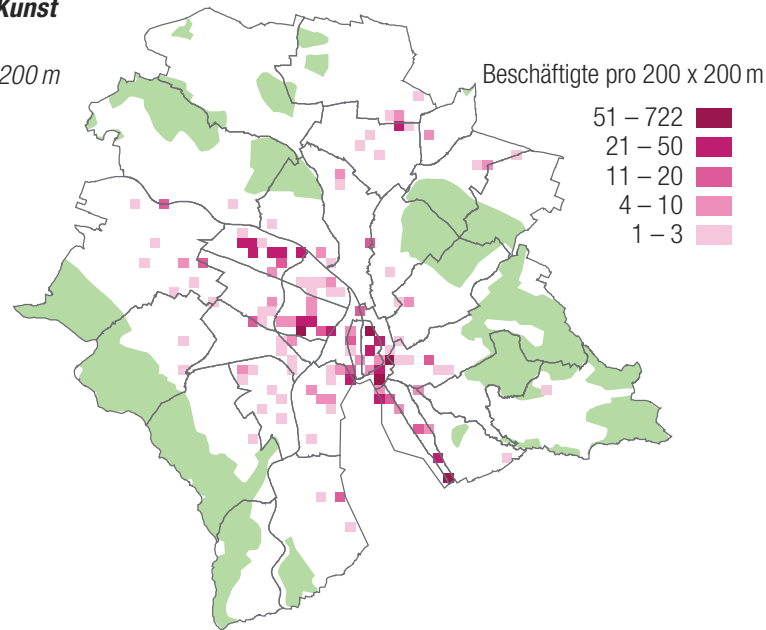 Kunst
200 m
Beschäftigte pro 200 x 200 m
51 – 722
21 – 50
11 – 20
4 – 10
1 – 3